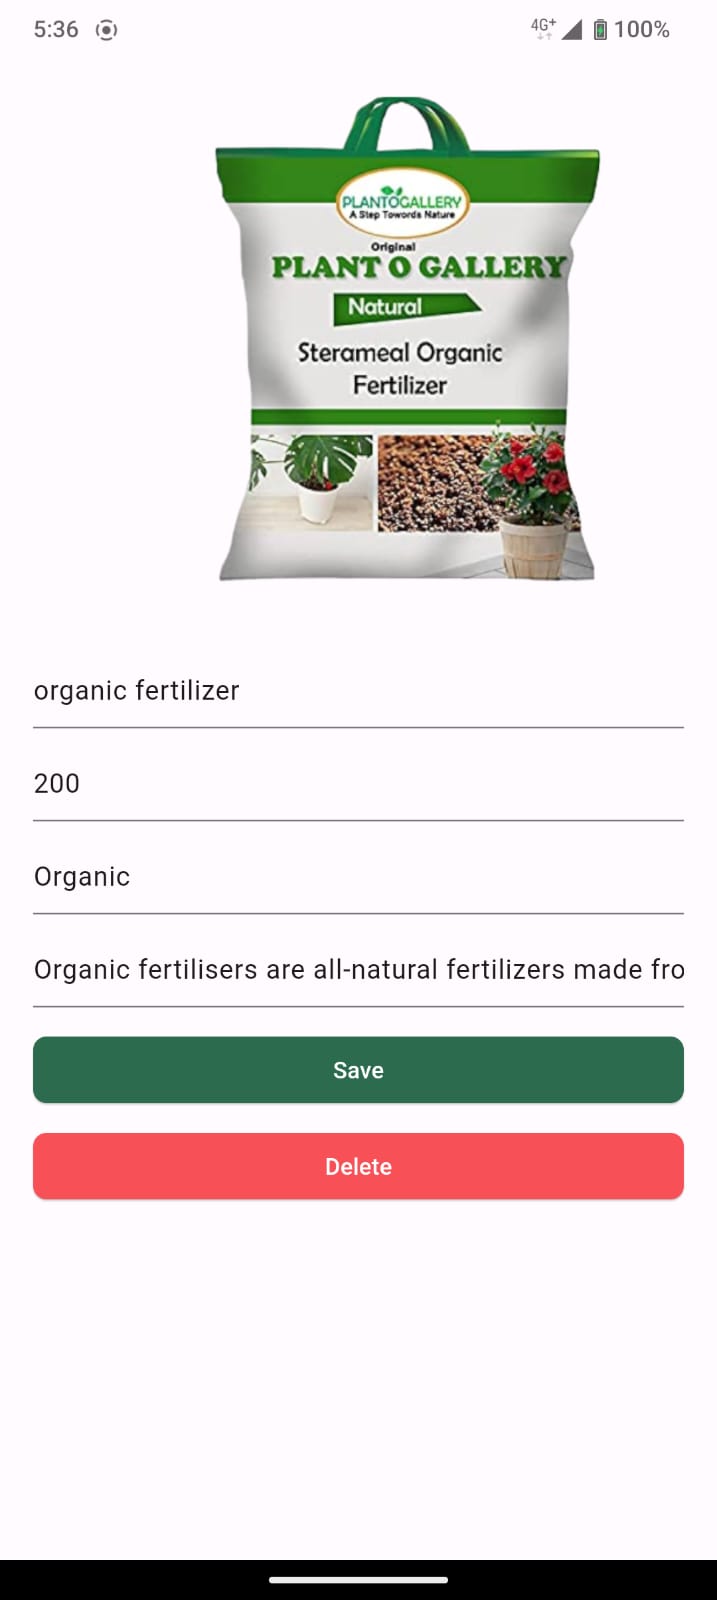 5:36 4G+ 100%
PLANTOGALLERY
A Step Towards Nature
Original
PLANT O GALLERY
Natural
Sterameal Organic
Fertilizer
organic fertilizer
200
Organic
Organic fertilisers are all-natural fertilizers made fro
Save
Delete